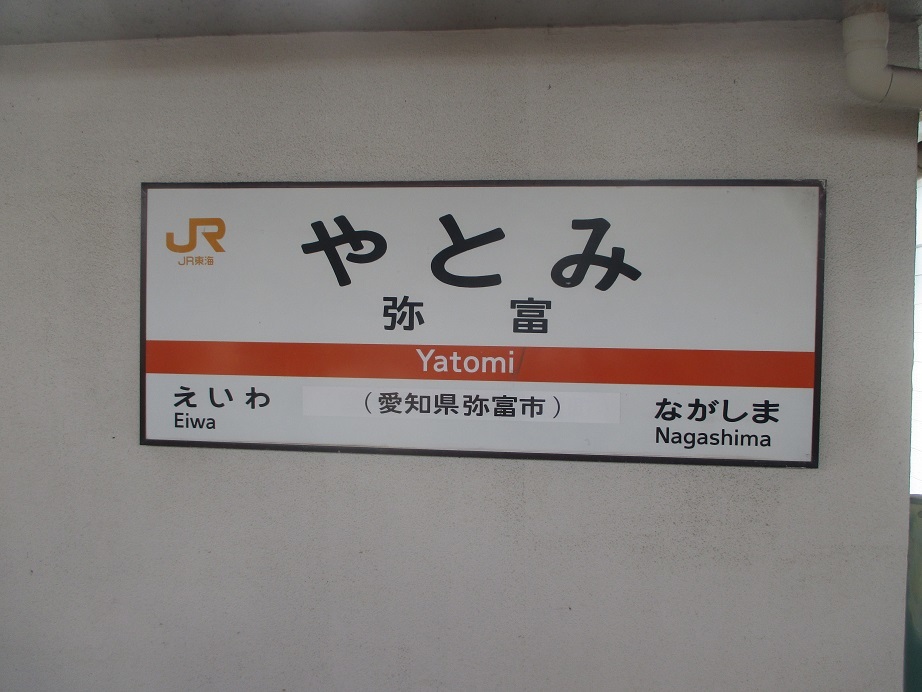 JR
JR東海
やとみ
弥富
Yatomi
えいわ
Eiwa
(愛知県弥富市)
ながしま
Nagashima